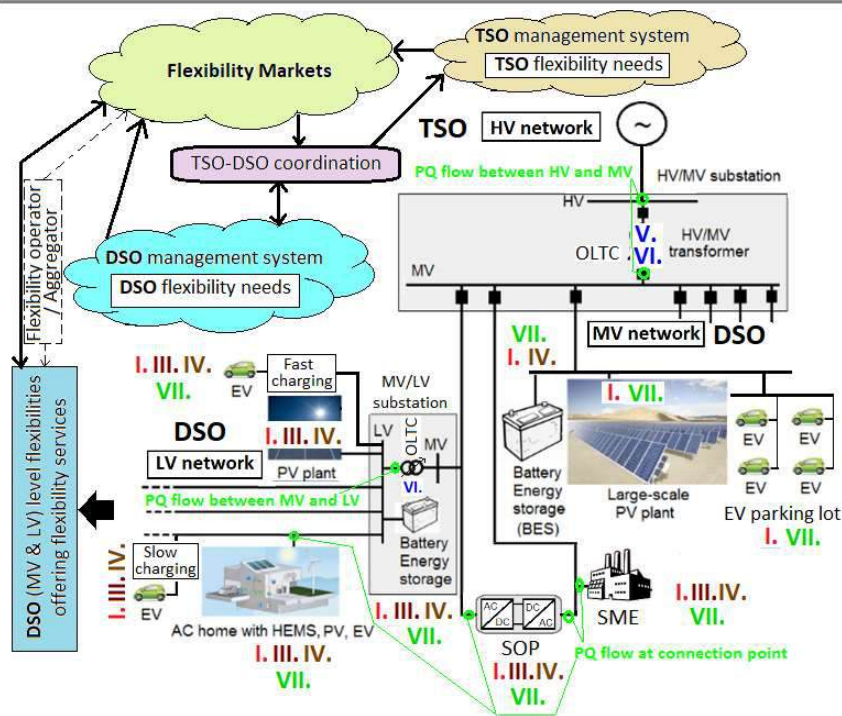 Flexibility Markets
TSO management system
TSO flexibility needs
TSO-DSO coordination
TSO
HV network
~
PQ flow between HV and MV
HV/MV substation
HV
V.
VI.
OLTC
HV/MV
transformer
MV
DSO management system
DSO flexibility needs
Flexibility operator
/ Aggregator
MV network
DSO
VII.
I. IV.
I. III. IV.
VII.
EV
Fast
charging
MV/LV
substation
I. VII.
DSO
LV network
I. III. IV.
PV plant
LV
OLTC
MV
VI.
PQ flow between MV and LV
Battery
Energy
storage
Battery
Energy
storage
(BES)
Large-scale
PV plant
EV
EV
EV
EV
EV parking lot
I. VII.
DSO (MV & LV) level flexibilities
offering flexibility services
I. III. IV.
Slow
charging
EV
AC home with HEMS, PV, EV
I. III. IV.
VII.
I. III. IV.
VII.
AC
DC
DC
AC
SOP
I. III. IV.
VII.
SME
I. III. IV.
VII.
PQ flow at connection point